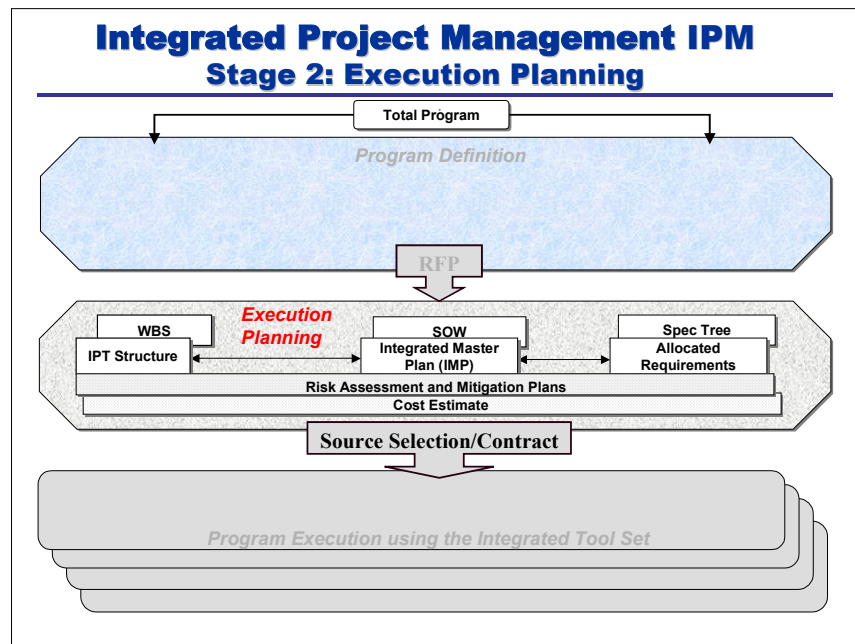 Integrated Project Management IPM
Stage 2: Execution Planning
Total Program
Program Definition
RFP
Execution
Planning
WBS
IPT Structure
SOW
Integrated Master
Plan (IMP)
Spec Tree
Allocated
Requirements
Risk Assessment and Mitigation Plans
Cost Estimate
Source Selection/Contract
Program Execution using the Integrated Tool Set